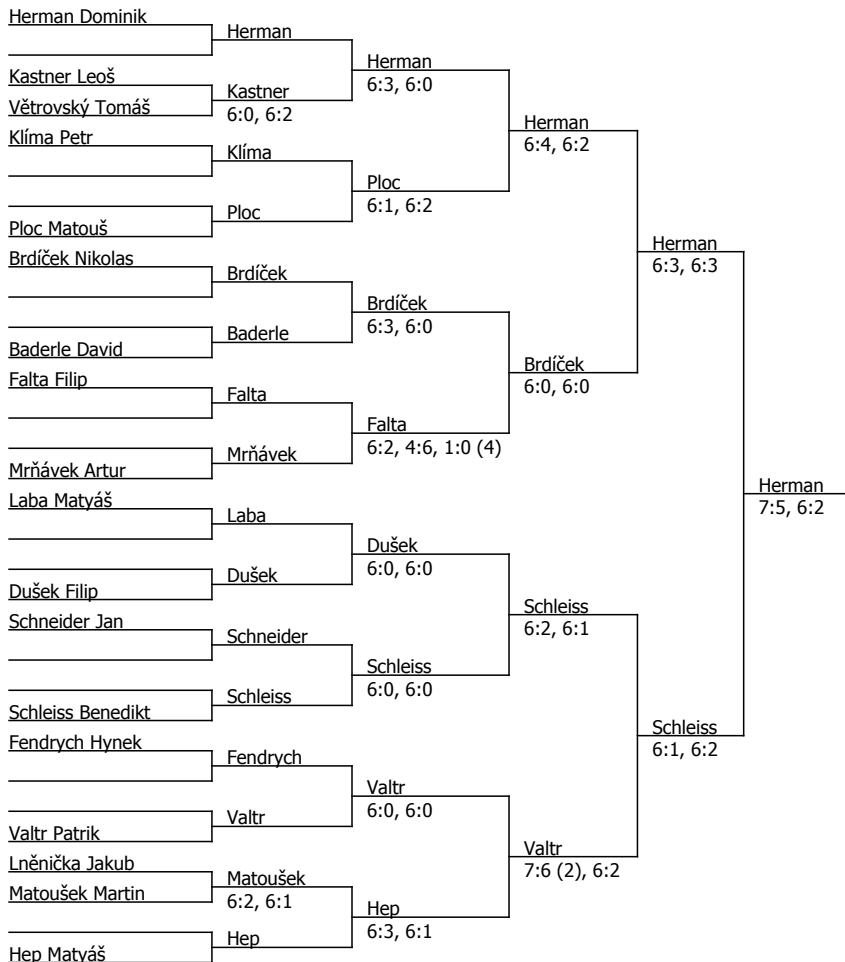 Herman Dominik
Kastner Leoš
Větrovský Tomáš
Klíma Petr
Ploc Matouš
Brdíček Nikolas
Baderle David
Falta Filip
Mrňávek Artur
Laba Matyáš
Dušek Filip
Schneider Jan
Schleiss Benedikt
Fendrych Hynek
Valtr Patrik
Lněnička Jakub
Matoušek Martin
Hep Matyáš
Herman
Kastner
6:0, 6:2
Klíma
Ploc
Brdíček
Baderle
Falta
Mrňávek
Laba
Dušek
Schneider
Schleiss
Fendrych
Valtr
Matoušek
6:2, 6:1
Hep
Herman
6:3, 6:0
Ploc
6:1, 6:2
Brdíček
6:3, 6:0
Falta
6:2, 4:6, 1:0 (4)
Dušek
6:0, 6:0
Schleiss
6:0, 6:0
Valtr
6:0, 6:0
Hep
6:3, 6:1
Herman
6:4, 6:2
Brdíček
6:0, 6:0
Schleiss
6:2, 6:1
Valtr
7:6 (2), 6:2
Herman
6:3, 6:3
Schleiss
6:1, 6:2
Herman
7:5, 6:2